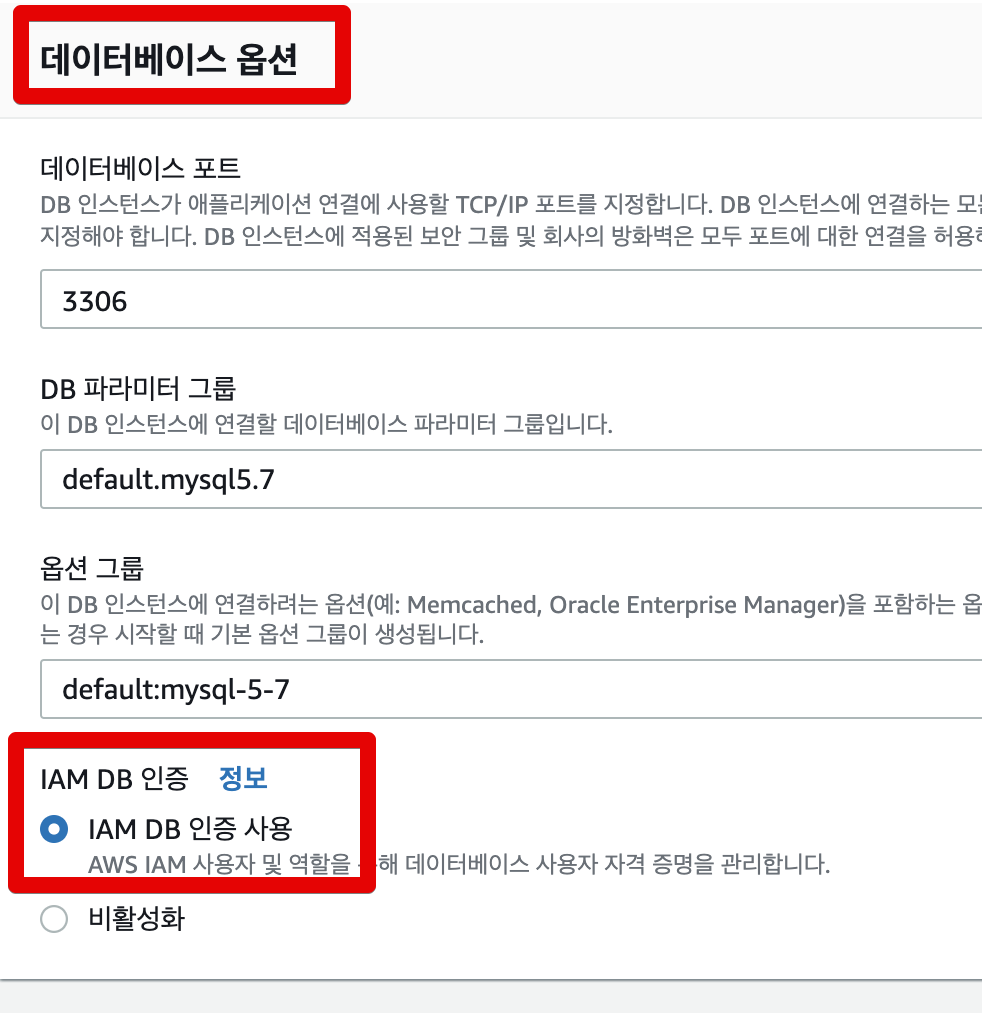 데이터베이스 옵션
데이터베이스 포트
DB 인스턴스가 애플리케이션 연결에 사용할 TCP/IP 포트를 지정합니다. DB 인스턴스에 연결하는
지정해야 합니다. DB 인스턴스에 적용된 보안 그룹 및 회사의 방화벽은 모두 포트에 대한 연결을
3306
DB 파라미터 그룹
이 DB 인스턴스에 연결할 데이터베이스 파라미터 그룹입니다.
default.mysql5.7
옵션 그룹
이 DB 인스턴스에 연결하려는 옵션(예: Memcached, Oracle Enterprise Manager)을 포함하는
는 경우 시작할 때 기본 옵션 그룹이 생성됩니다.
default:mysql-5-7
IAM DB 인증 정보
IAM DB 인증 사용
AWS IAM 사용자 및 역할을 데이터베이스 사용자 자격 증명을 관리합니다.
비활성화